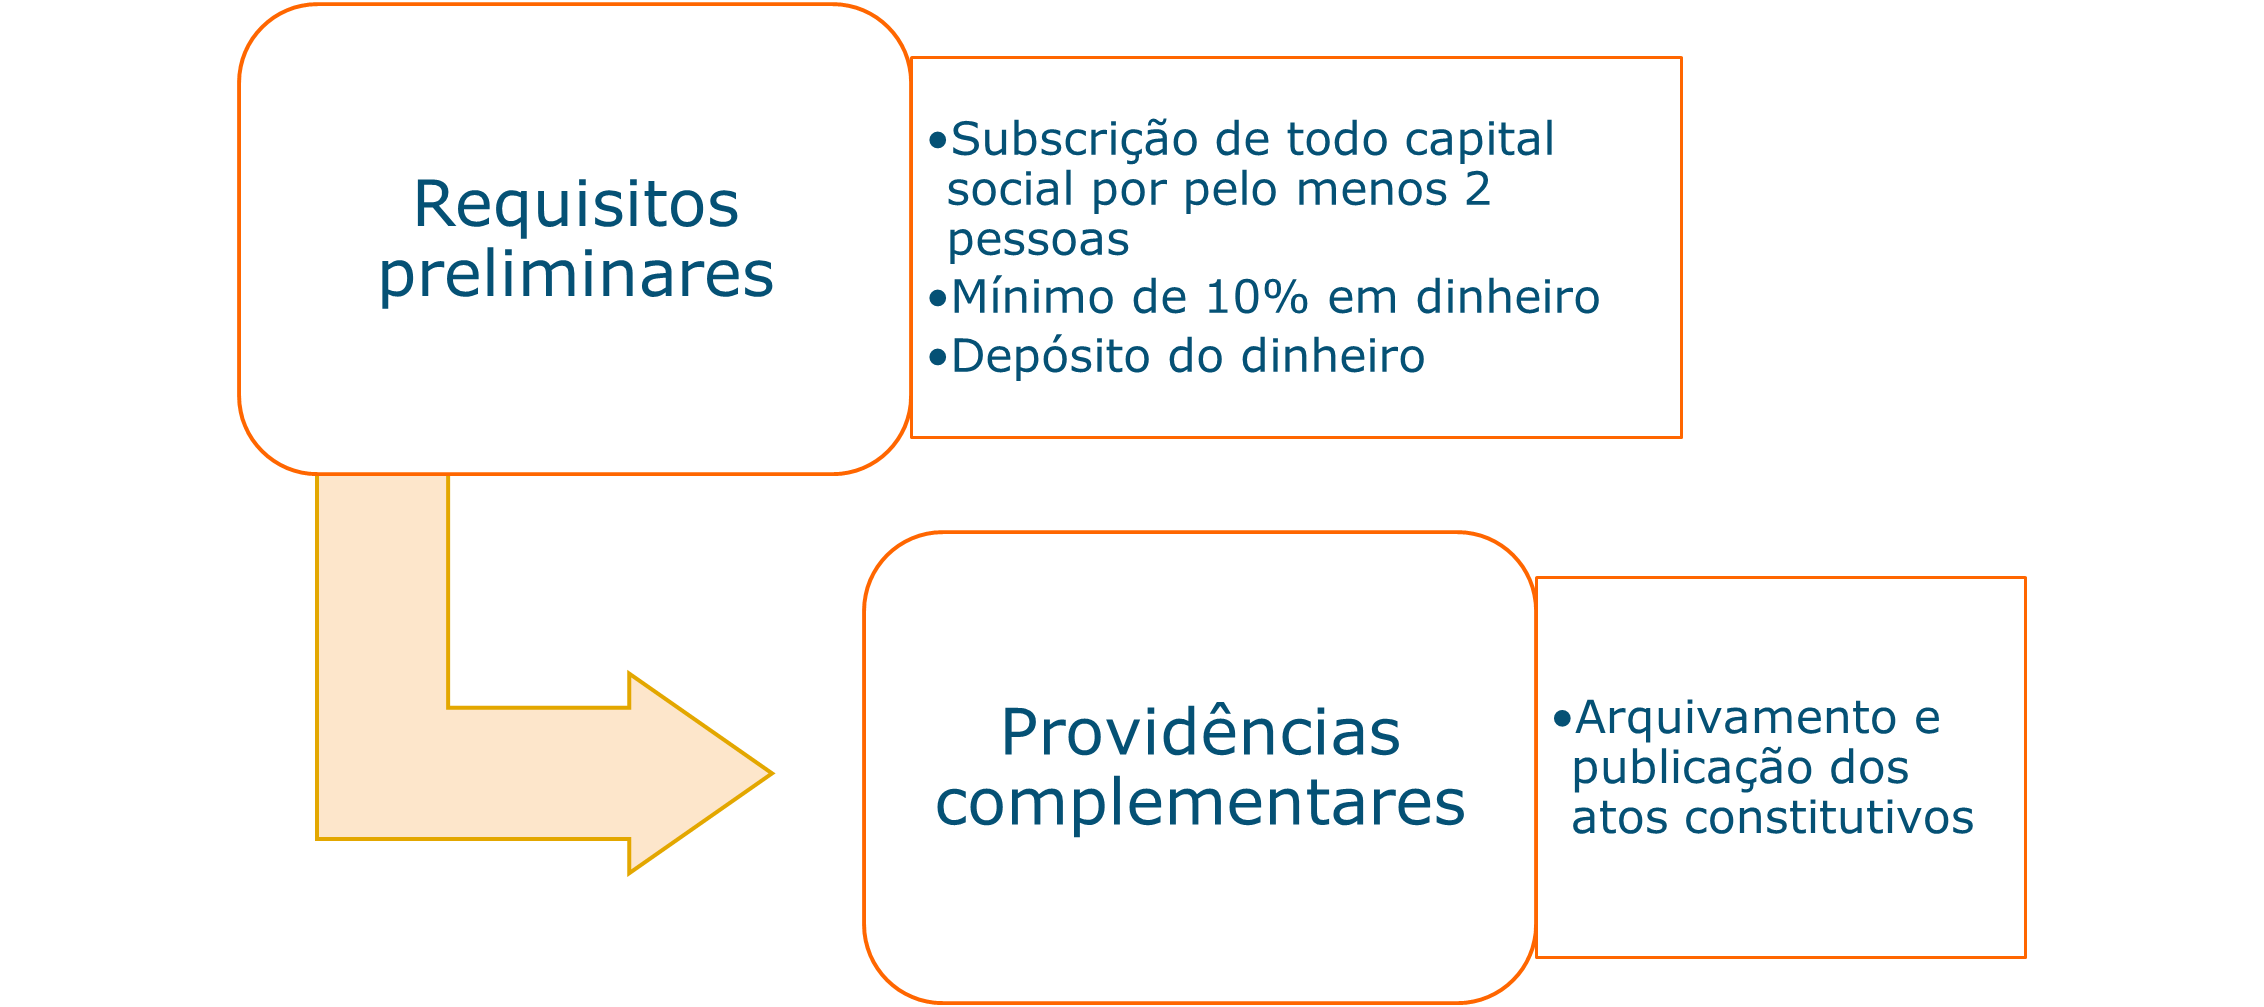 Requisitos
preliminares
•Subscrição de todo capital
social por pelo menos 2
pessoas
•Mínimo de 10% em dinheiro
•Depósito do dinheiro
Providências
complementares
•Arquivamento e
publicação dos
atos constitutivos